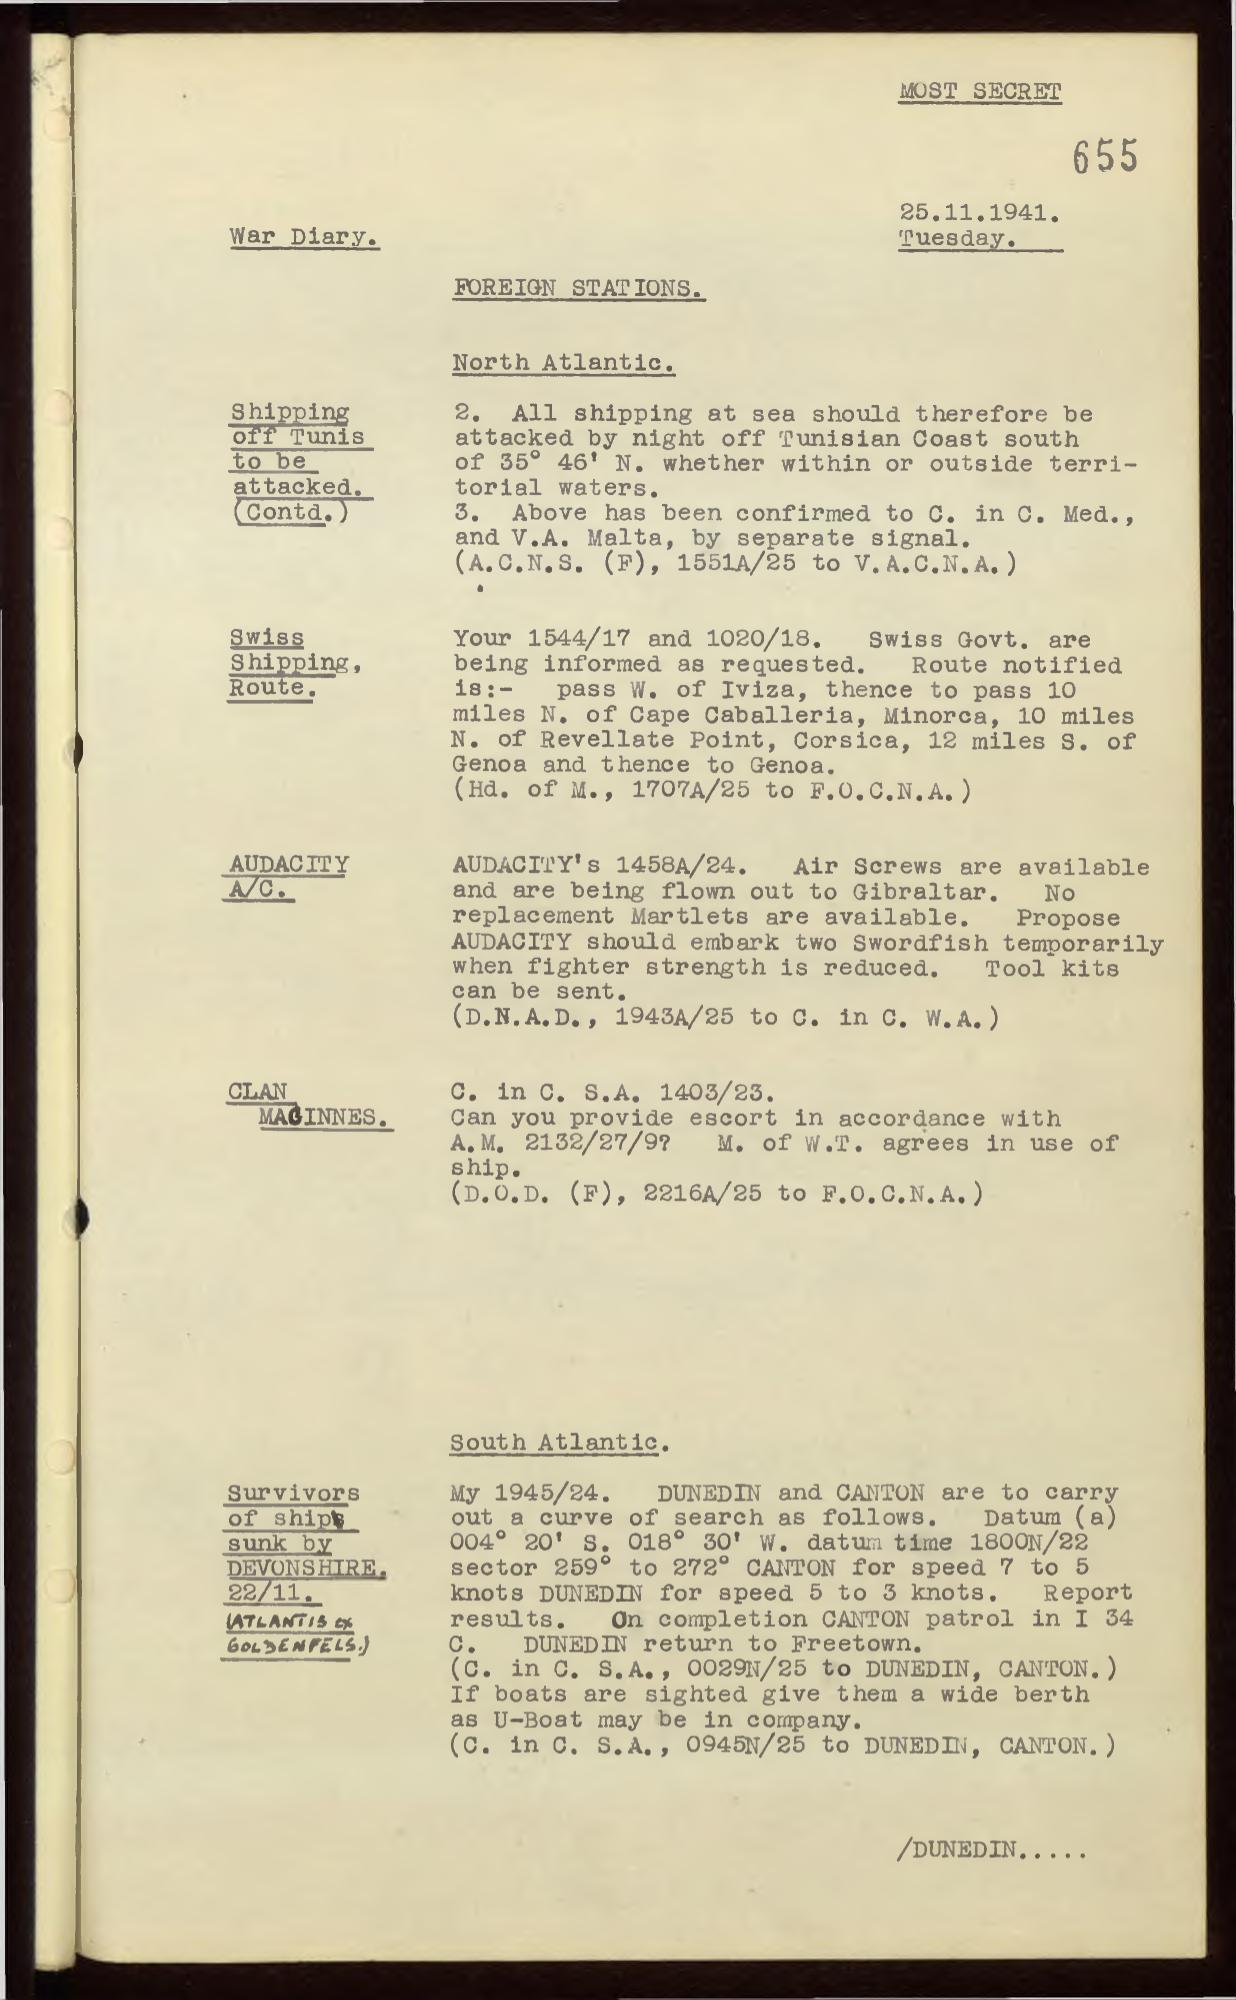 MOST SECRET
655
25.11.1941.
War Diary.
Tuesday.
FOREIGN STATIONS.
North Atlantic.
Shipping
off Tunis
to be
attacked.
(Contd.)
2. All shipping at sea should therefore be
attacked by night off Tunisian Coast south
of 35° 46' N. whether within or outside terri-
torial waters.
3. Above has been confirmed to C. in C. Med.,
and V.A. Malta, by separate signal.
(A.C.N.S. (F), 1551A/25 to V.A.C.N.A.)
Swiss
Shipping,
Route.
Your 1544/17 and 1020/18. Swiss Govt. are
being informed as requested. Route notified
is:- pass W. of Iviza, thence to pass 10
miles N. of Cape Caballeria, Minorca, 10 miles
N. of Revellate Point, Corsica, 12 miles S. of
Genoa and thence to Genoa.
(Hd. of M., 1707A/25 to F.O.C.N.A.)
AUDACITY
A/C.
AUDACITY's 1458A/24. Air Screws are available
and are being flown out to Gibraltar. No
replacement Martlets are available. Propose
AUDACITY should embark two Swordfish temporarily
when fighter strength is reduced. Tool kits
can be sent.
(D.N.A.D., 1943A/25 to C. in C. W.A.)
CLAN
MAGINNES.
C. in C. S.A. 1403/23.
Can you provide escort in accordance with
A.M. 2132/27/9? M. of W.T. agrees in use of
ship.
(D.O.D. (F), 2216A/25 to F.O.C.N.A.)
South Atlantic.
Survivors
of ships
sunk by
DEVONSHIRE.
22/11.
(ATLANTIS ex
GOLDENFELS.)
My 1945/24. DUNEDIN and CANTON are to carry
out a curve of search as follows. Datum (a)
004° 20' S. 018° 30' W. datum time 1800N/22
sector 259° to 272° CANTON for speed 7 to 5
knots DUNEDIN for speed 5 to 3 knots. Report
results. On completion CANTON patrol in I 34
C. DUNEDIN return to Freetown.
(C. in C. S.A., 0029N/25 to DUNEDIN, CANTON.)
If boats are sighted give them a wide berth
as U-Boat may be in company.
(C. in C. S.A., 0945N/25 to DUNEDIN, CANTON.)
/DUNEDIN.....